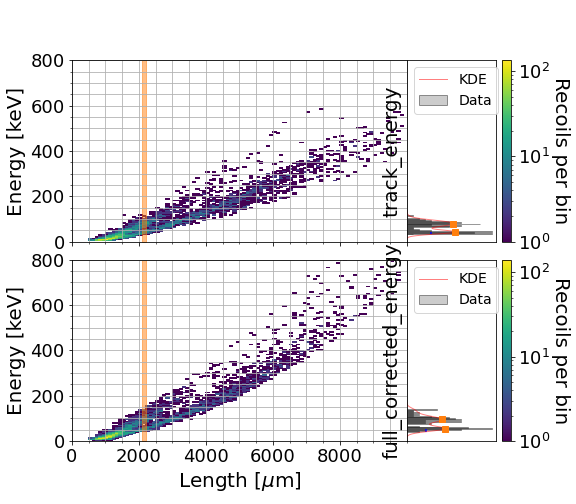 800
600
400
200
0
Energy [keV]
track_energy
KDE
Data
10²
10¹
10⁰
Recoils per bin
800
600
400
200
0
Energy [keV]
full_corrected_energy
KDE
Data
10²
10¹
10⁰
Recoils per bin
0 2000 4000 6000 8000
Length [μm]